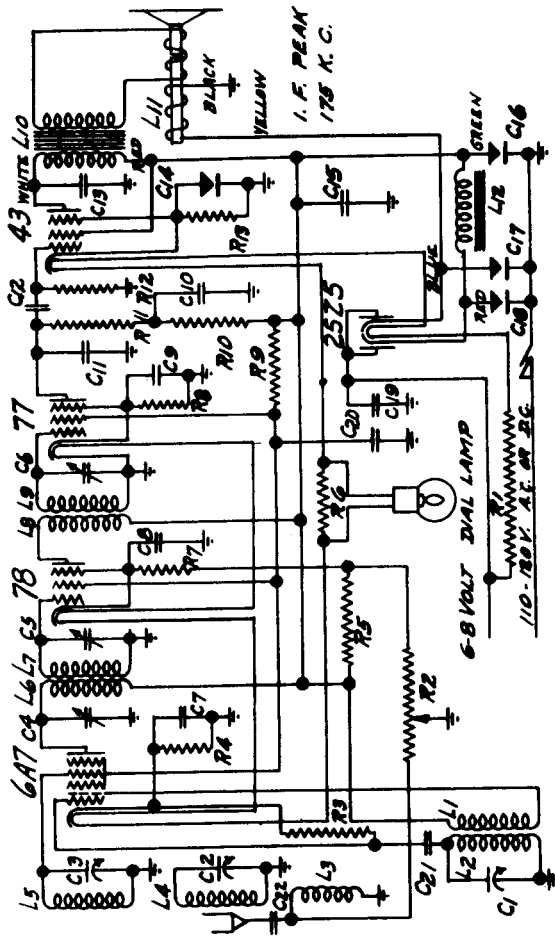 6A7
78
77
43
WHITE
L10
L5
C3
C4
L6
L7
C5
L8
L9
C6
C11
C12
C13
RED
L4
C2
C7
R4
C8
R7
C9
R8
R11
R12
R10
C10
R13
C14
L11
BLACK
YELLOW
I.F. PEAK
175 K.C.
C22
L3
R3
R5
R9
R6
C20
C19
25Z5
C15
R2
L1
L2
C21
C1
6-8 VOLT DIAL LAMP
R1
110-120 V. A.C. OR D.C.
BLUE
RED
GREEN
L12
C18
C17
C16